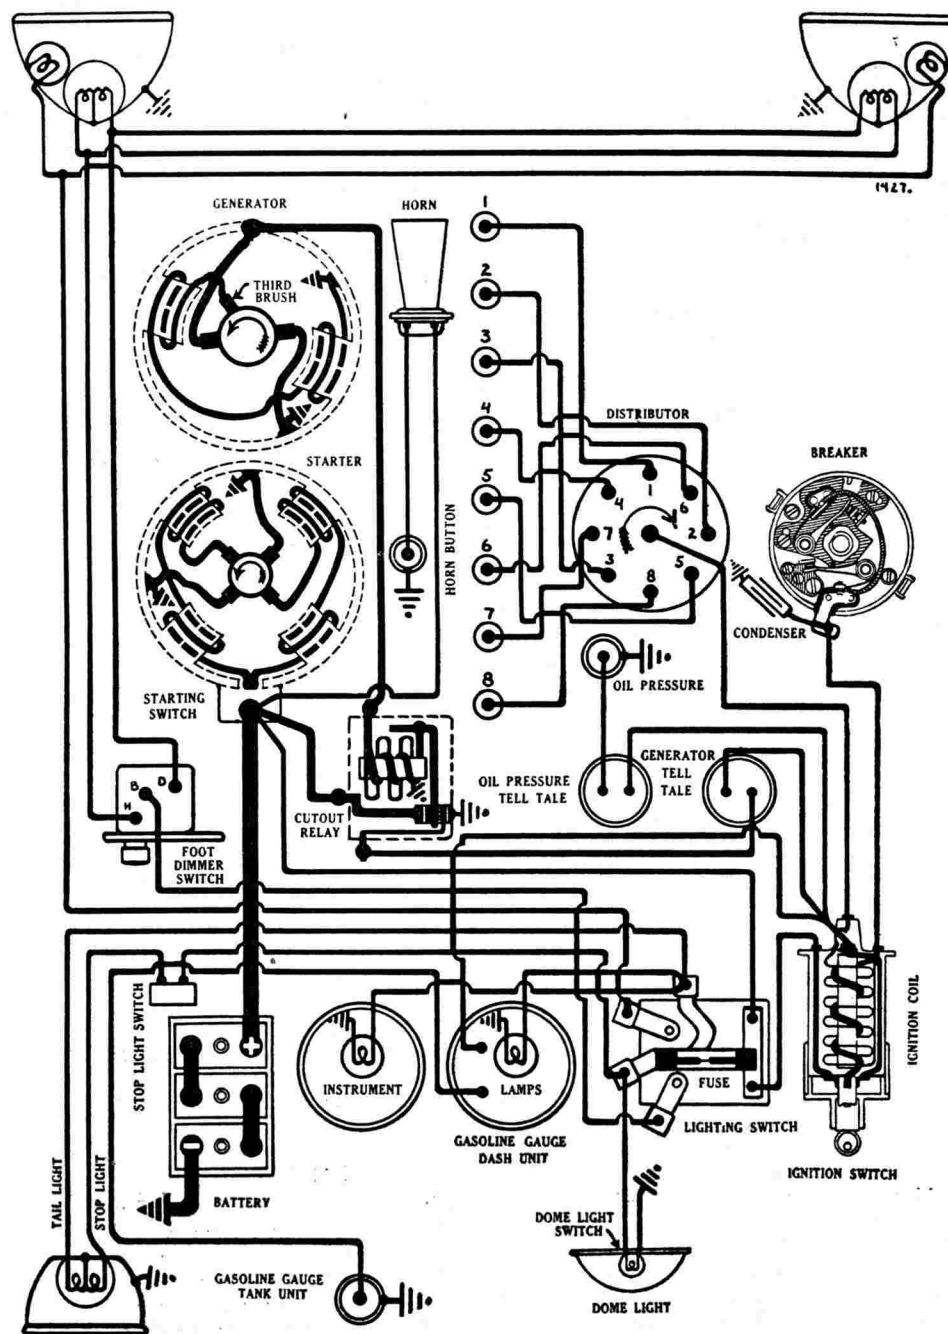 1427.
GENERATOR
HORN
1
THIRD
BRUSH
2
3
4
DISTRIBUTOR
BREAKER
STARTER
5
HORN BUTTON
1
4
6
7
2
3
5
8
6
7
CONDENSER
8
OIL PRESSURE
STARTING
SWITCH
OIL PRESSURE
TELL TALE
GENERATOR
TELL
TALE
B
D
H
CUTOUT
RELAY
FOOT
DIMMER
SWITCH
STOP LIGHT SWITCH
INSTRUMENT
LAMPS
FUSE
IGNITION COIL
LIGHTING SWITCH
GASOLINE GAUGE
DASH UNIT
IGNITION SWITCH
TAIL LIGHT
STOP LIGHT
BATTERY
DOME LIGHT
SWITCH
GASOLINE GAUGE
TANK UNIT
DOME LIGHT